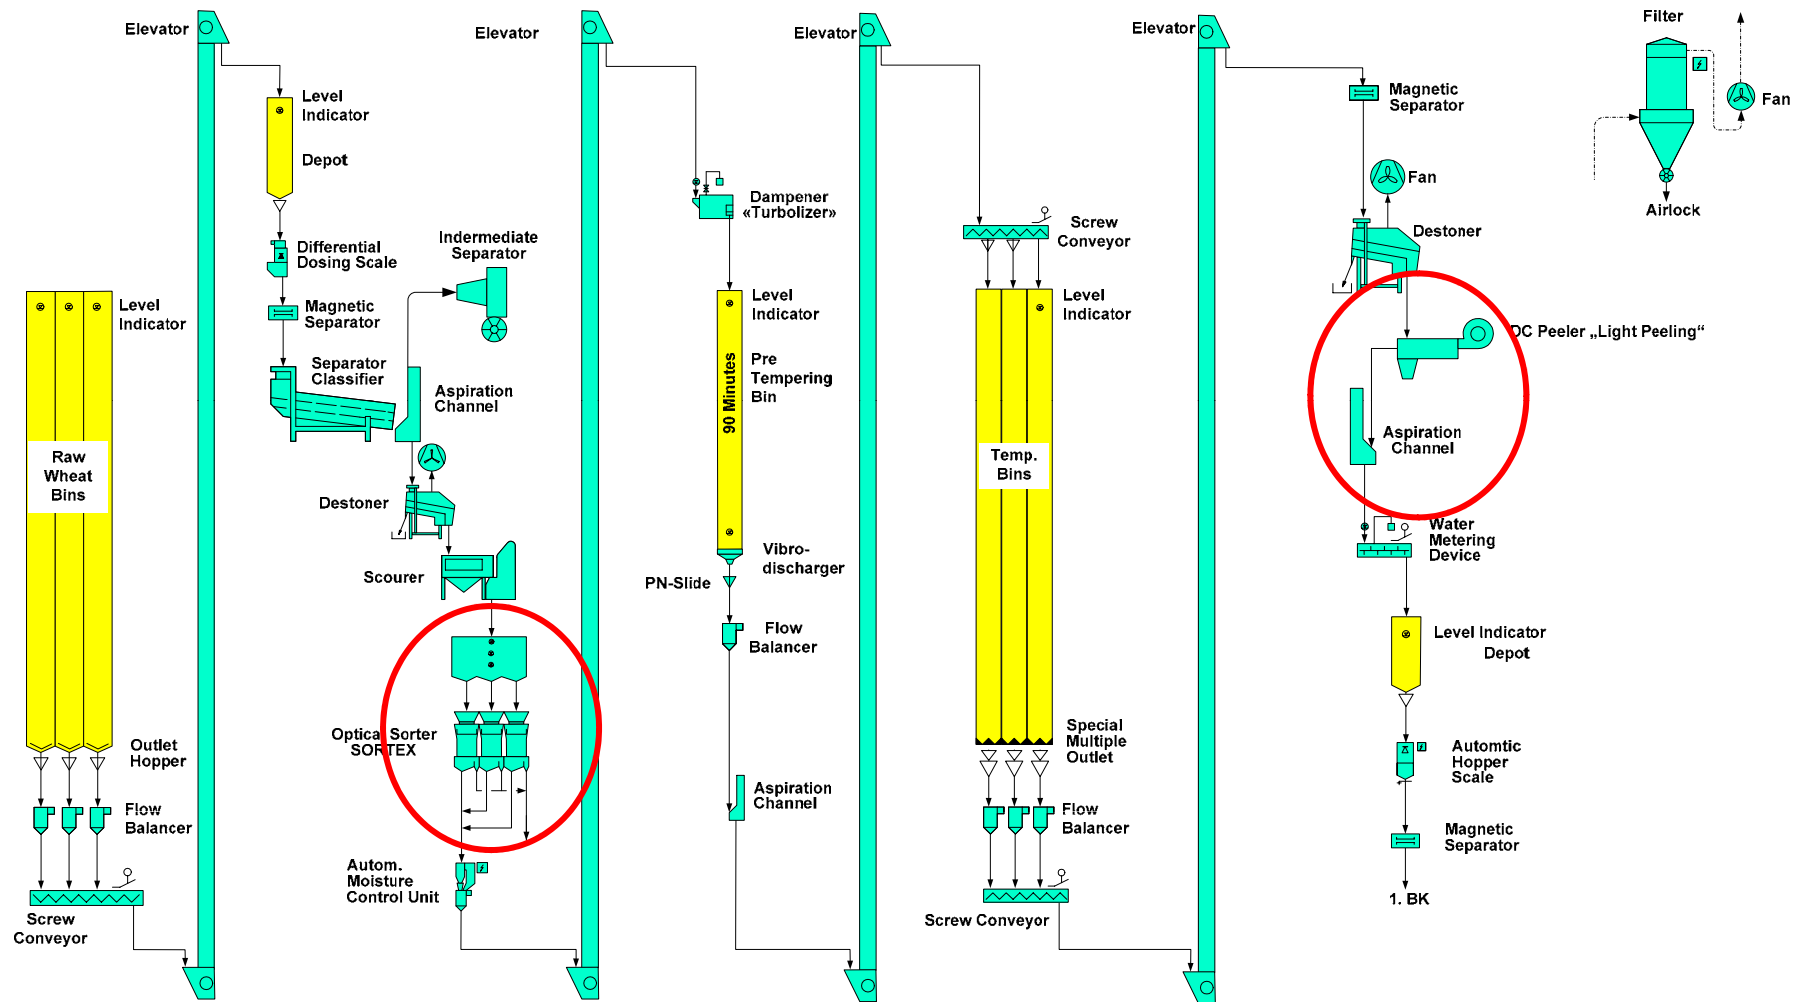 Elevator
Level
Indicator
Depot
Differential
Dosing Scale
Magnetic
Separator
Separator
Classifier
Indermediate
Separator
Aspiration
Channel
Destoner
Scourer
Optical Sorter
SORTEX
Autom.
Moisture
Control Unit
Level
Indicator
Raw
Wheat
Bins
Outlet
Hopper
Flow
Balancer
Screw
Conveyor
Elevator
Dampener
«Turbolizer»
Level
Indicator
90 Minutes
Pre
Tempering
Bin
Vibro-
discharger
PN-Slide
Flow
Balancer
Aspiration
Channel
Elevator
Screw
Conveyor
Level
Indicator
Temp.
Bins
Special
Multiple
Outlet
Flow
Balancer
Screw Conveyor
Elevator
Magnetic
Separator
Fan
Destoner
DC Peeler „Light Peeling“
Aspiration
Channel
Water
Metering
Device
Level Indicator
Depot
Automtic
Hopper
Scale
Magnetic
Separator
1. BK
Filter
Fan
Airlock